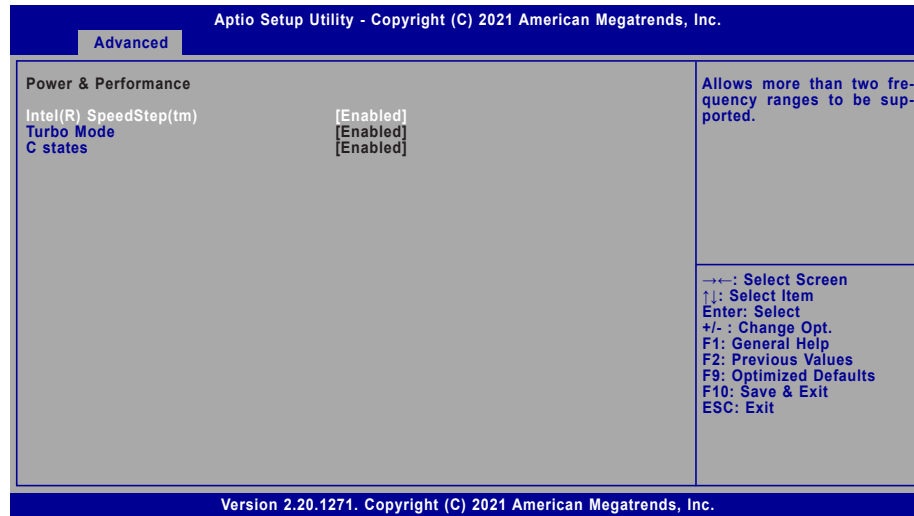 Aptio Setup Utility - Copyright (C) 2021 American Megatrends, Inc.
Advanced
Power & Performance
Intel(R) SpeedStep(tm) [Enabled]
Turbo Mode [Enabled]
C states [Enabled]
Allows more than two fre-
quency ranges to be sup-
ported.
→←: Select Screen
↑↓: Select Item
Enter: Select
+/- : Change Opt.
F1: General Help
F2: Previous Values
F9: Optimized Defaults
F10: Save & Exit
ESC: Exit
Version 2.20.1271. Copyright (C) 2021 American Megatrends, Inc.